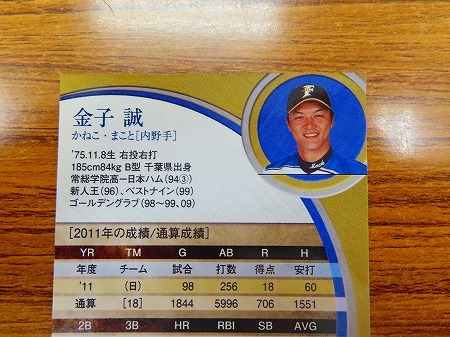 金子 誠
かねこ・まこと[内野手]
'75.11.8生 右投右打
185cm84kg B型 千葉県出身
常総学院高ー日本ハム(94③)
新人王(96)、ベストナイン(99)
ゴールデングラブ(98〜99、09)
F
Mack
[2011年の成績/通算成績]
YR TM G AB R H
年度 チーム 試合 打数 得点 安打
'11 (日) 98 256 18 60
通算 [18] 1844 5996 706 1551
2B 3B HR RBI SB AVG